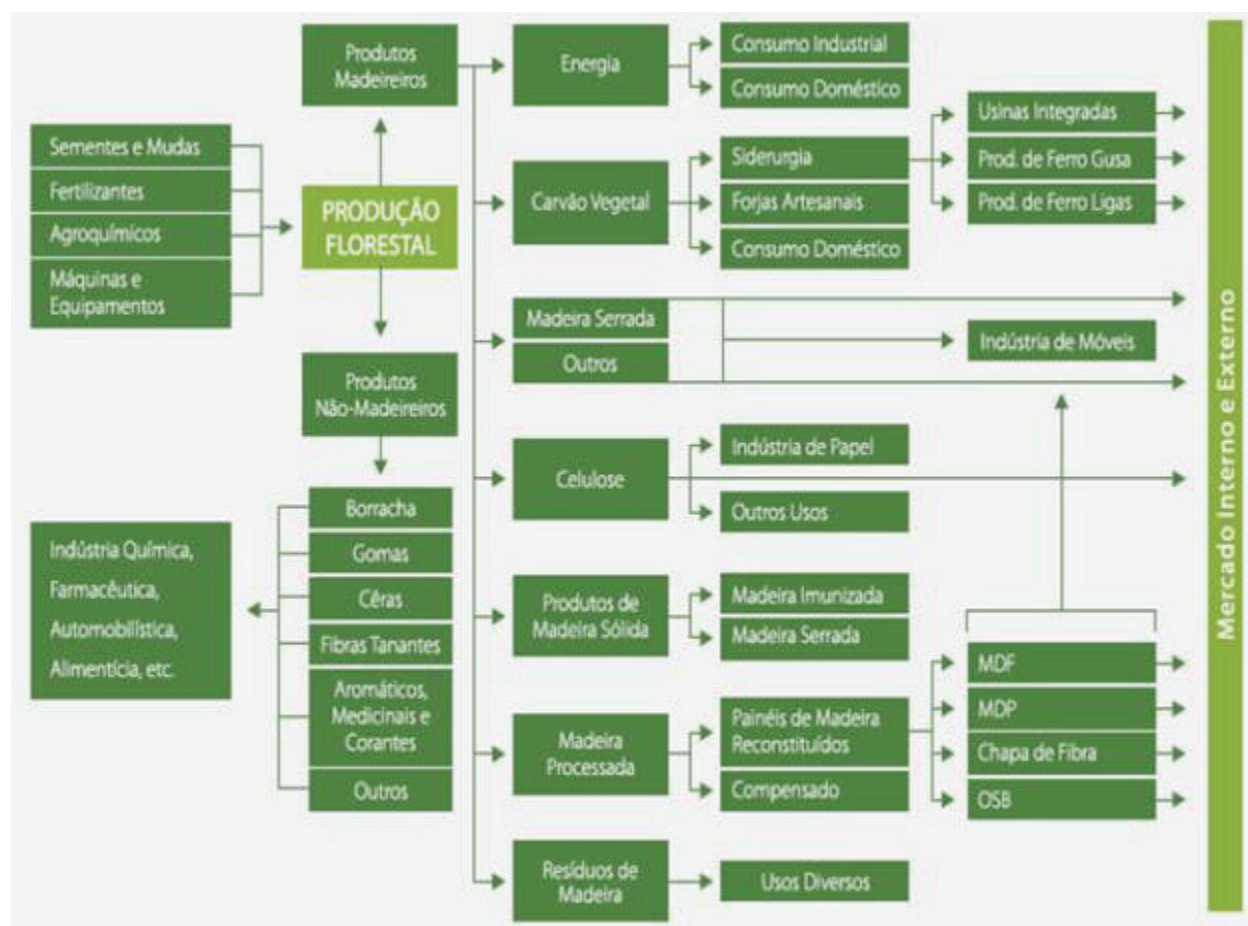 Produtos
Madeireiros
Energia
Consumo Industrial
Consumo Doméstico
Sementes e Mudas
Fertilizantes
Agroquímicos
Máquinas e
Equipamentos
PRODUÇÃO
FLORESTAL
Carvão Vegetal
Siderurgia
Forjas Artesanais
Consumo Doméstico
Usinas Integradas
Prod. de Ferro Gusa
Prod. de Ferro Ligas
Madeira Serrada
Outros
Indústria de Móveis
Produtos
Não-Madeireiros
Celulose
Indústria de Papel
Outros Usos
Borracha
Gomas
Cêras
Fibras Tanantes
Aromáticos,
Medicinais e
Corantes
Outros
Indústria Química,
Farmacêutica,
Automobilística,
Alimentícia, etc.
Produtos de
Madeira Sólida
Madeira Imunizada
Madeira Serrada
Madeira
Processada
Painéis de Madeira
Reconstituídos
Compensado
MDF
MDP
Chapa de Fibra
OSB
Resíduos de
Madeira
Usos Diversos
Mercado Interno e Externo